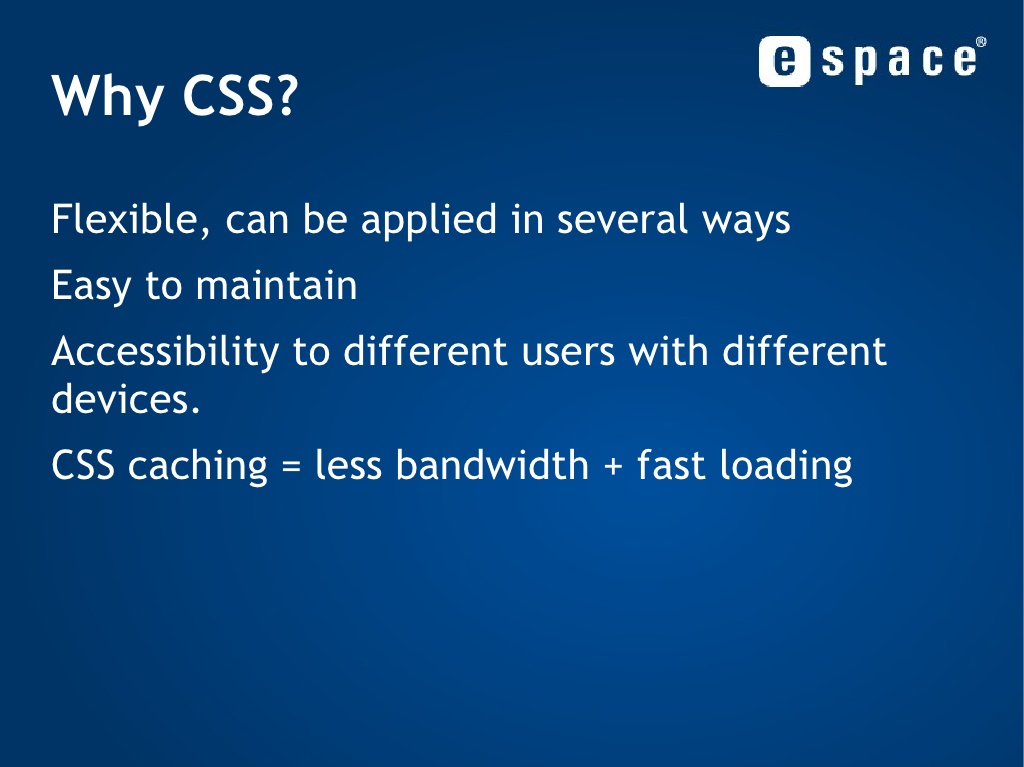 espace®
Why CSS?
Flexible, can be applied in several ways
Easy to maintain
Accessibility to different users with different
devices.
CSS caching = less bandwidth + fast loading